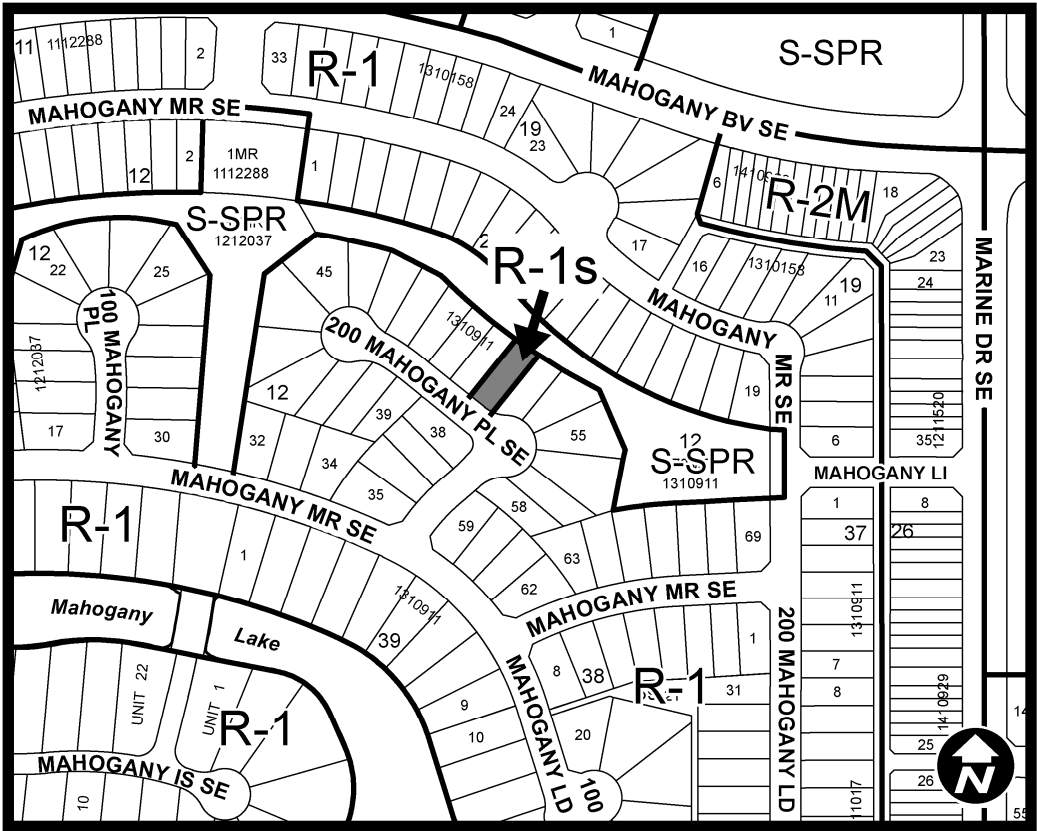 11
1112288
2
33
R-1
1310158
24
19
23
1
S-SPR
MAHOGANY BV SE
MAHOGANY MR SE
12
2
1MR
1112288
1
6
R-2M
18
S-SPR
1212037
17
16
1310158
19
11
23
24
MARINE DR SE
12
22
25
100 MAHOGANY PL
1212037
17
30
45
R-1s
1310911
200 MAHOGANY PL SE
MAHOGANY MR SE
19
12
39
38
32
34
35
55
12
S-SPR
1310911
6
35
1211520
MAHOGANY LI
MAHOGANY MR SE
R-1
1
59
58
63
62
69
1
37
26
8
1310911
MAHOGANY MR SE
Mahogany
Lake
1310911
39
8
38
R-1
1
31
200 MAHOGANY LD
7
8
9
10
MAHOGANY LD
20
100
UNIT 22
UNIT 1
R-1
MAHOGANY IS SE
10
1410929
25
26
11017
N
14
55